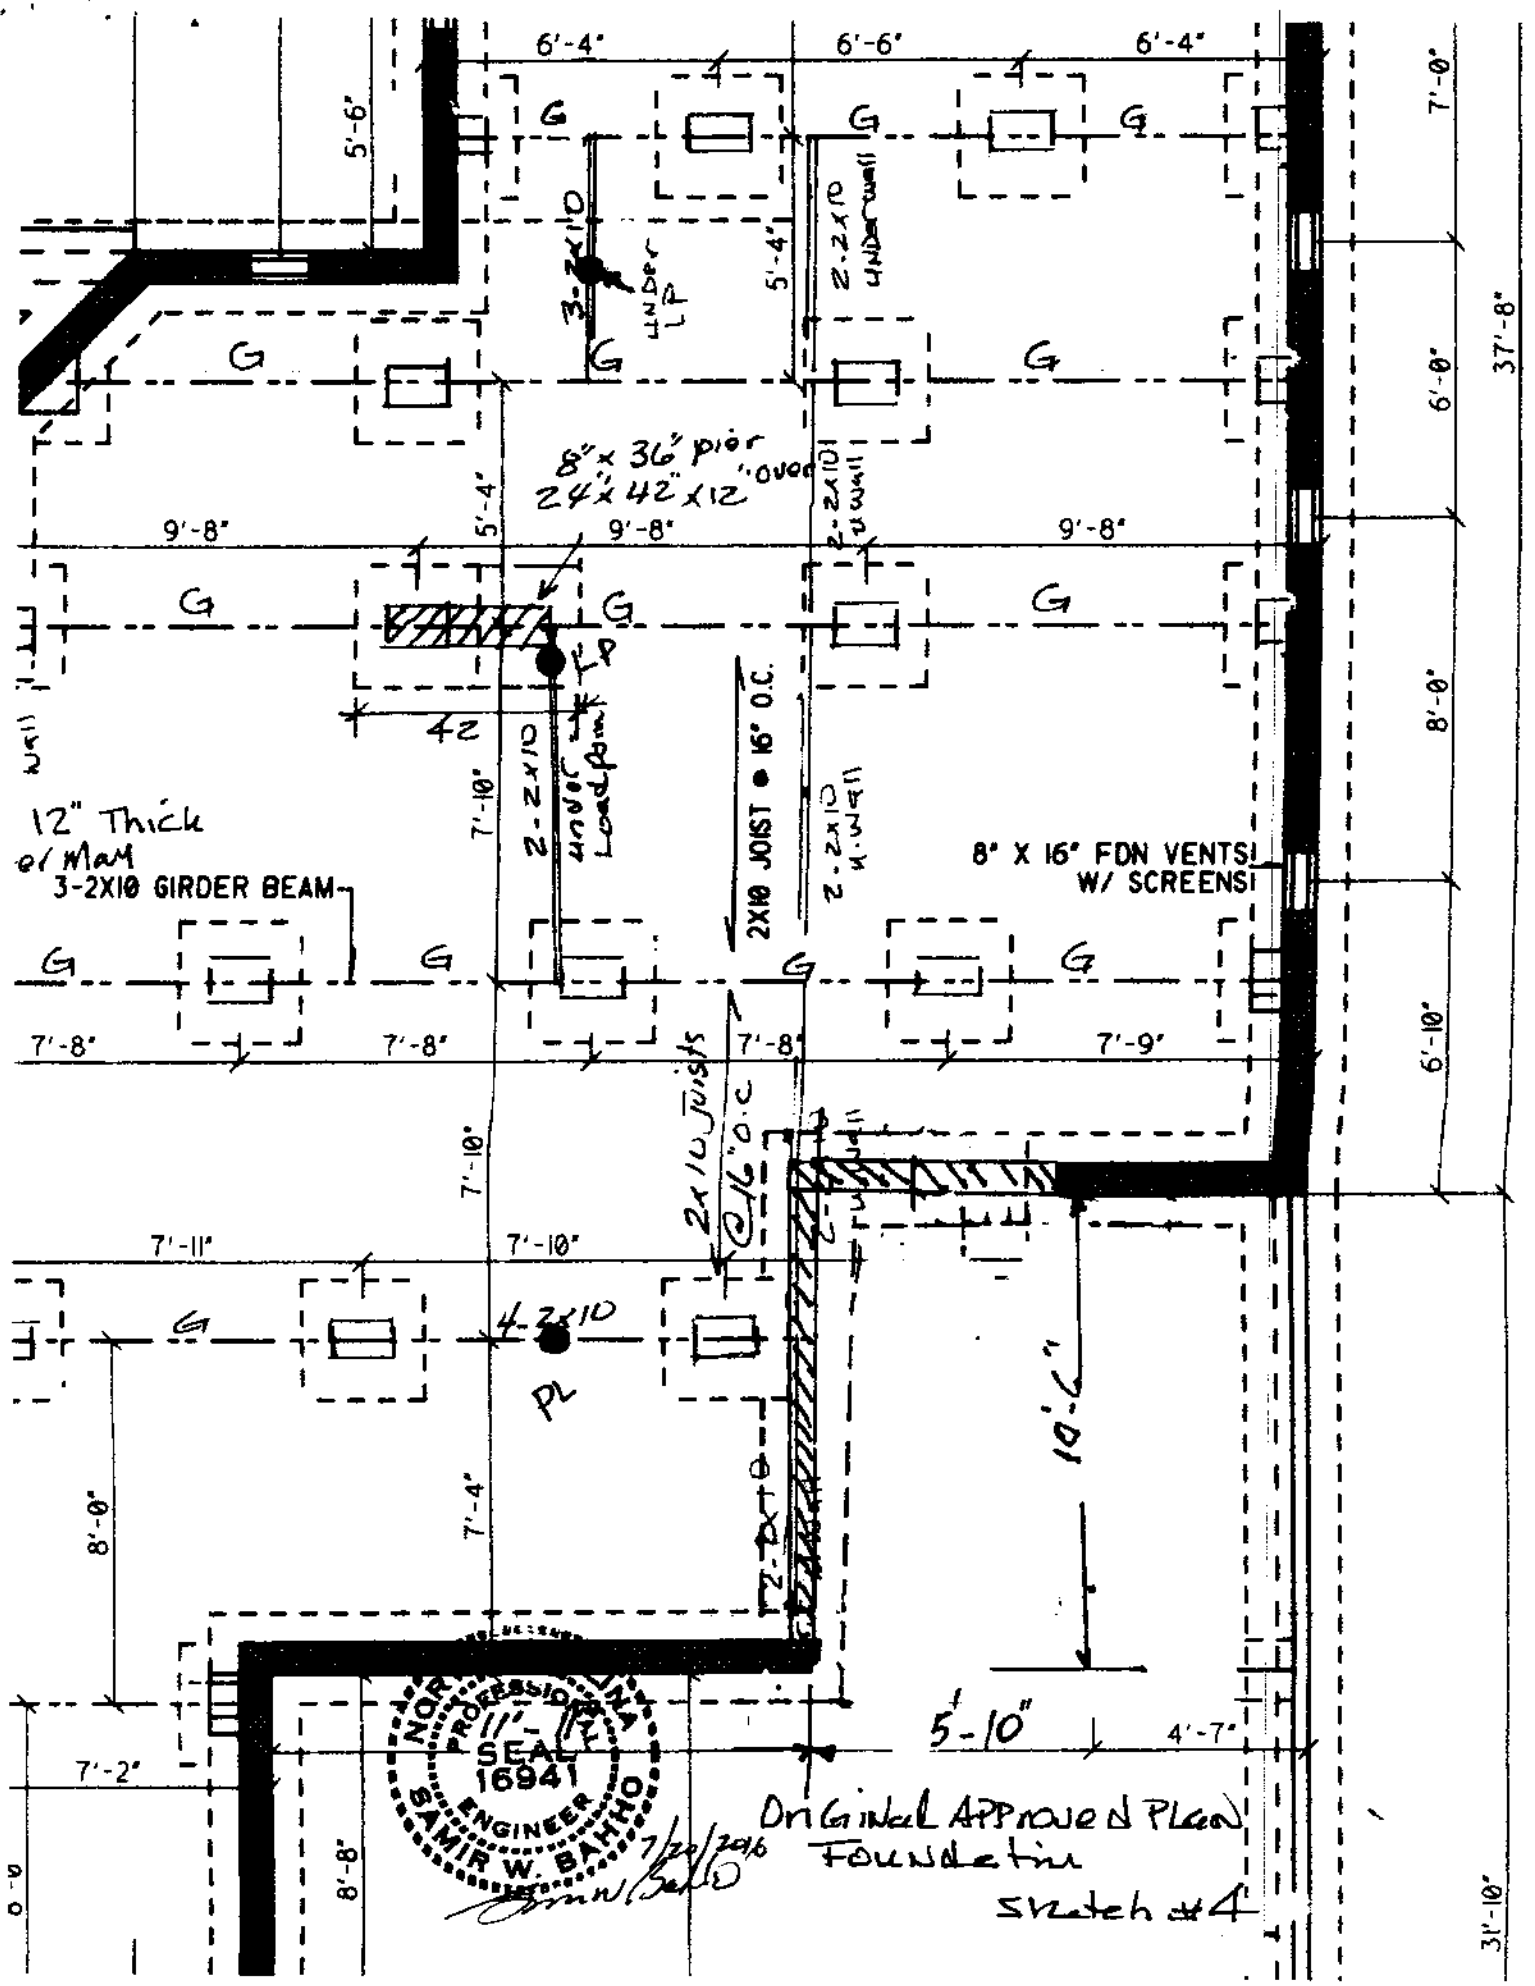 6'-4" 6'-6" 6'-4"
7'-0"
5'-6"
G G G
3-2x10
UNDER
LP
5'-4"
2-2x10
UNDERwall
37'-8"
6'-0"
G G G
8" x 36" pier
24"x 42" x 12" over
5'-4"
2-2x10
u wall
9'-8" 9'-8" 9'-8"
G G G
LP
42
wall
2-2x10
under
Load point
7'-10"
2X10 JOIST @ 16" O.C.
2-2x10
u. wall
8'-0"
12" Thick
3-2X10 GIRDER BEAM
8" X 16" FDN VENTS
W/ SCREENS
G G G G
7'-8" 7'-8" 7'-8" 7'-9"
6'-10"
2x10 Joists
@ 16" O.C
7'-10"
7'-11" 7'-10"
G 4-2x10
PL
10'-6"
8'-0"
7'-4"
2-2x10
5'-10" 4'-7"
7'-2"
8'-8"
PROFESSIONAL
SEAL
16941
ENGINEER
SAMIR W. BAHHO
7/20/2016
OriGiNaL APProved PLan
FOUNDation
Sketch #4
31'-10"